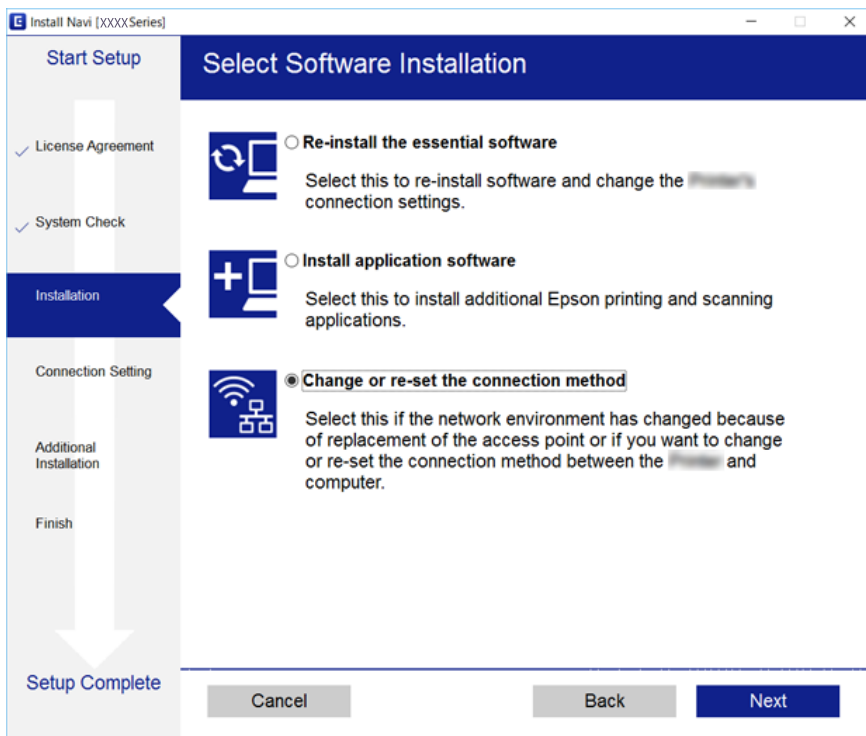 Install Navi [XXXX Series]
Start Setup
License Agreement
System Check
Installation
Connection Setting
Additional
Installation
Finish
Setup Complete
Select Software Installation
Re-install the essential software
Select this to re-install software and change the
connection settings.
Install application software
Select this to install additional Epson printing and scanning
applications.
Change or re-set the connection method
Select this if the network environment has changed because
of replacement of the access point or if you want to change
or re-set the connection method between the and
computer.
Cancel
Back
Next